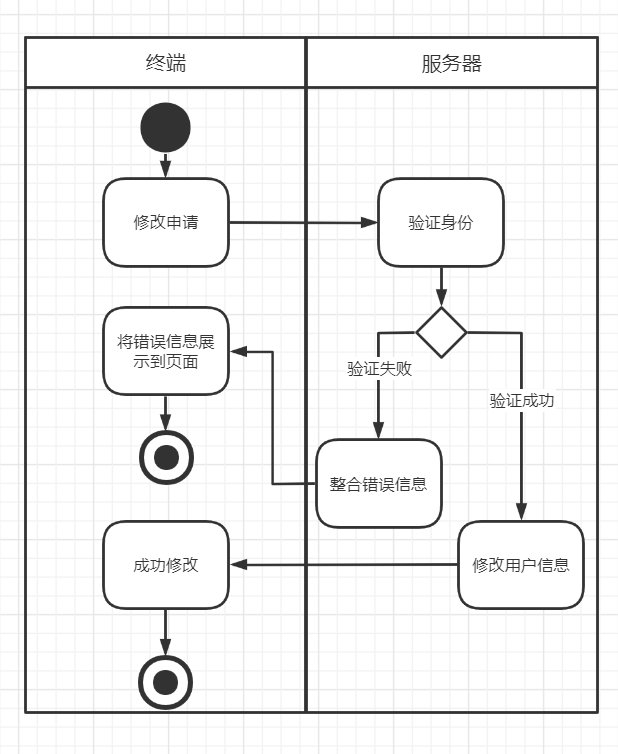 终端
服务器
修改申请
验证身份
将错误信息展
示到页面
验证失败
验证成功
整合错误信息
成功修改
修改用户信息